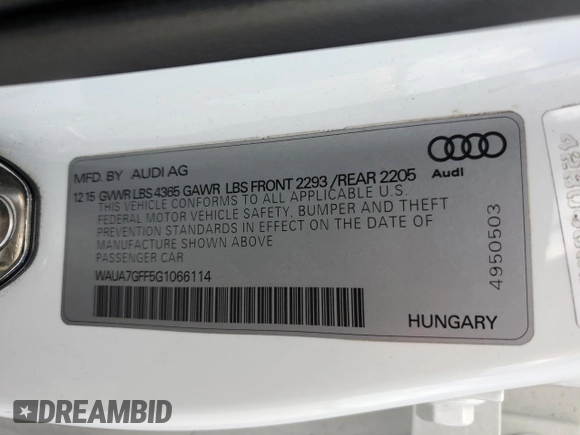 MFD. BY AUDI AG
Audi
12 15 GVWR LBS 4365 GAWR LBS FRONT 2293 /REAR 2205
THIS VEHICLE CONFORMS TO ALL APPLICABLE U.S.
FEDERAL MOTOR VEHICLE SAFETY, BUMPER AND THEFT
PREVENTION STANDARDS IN EFFECT ON THE DATE OF
MANUFACTURE SHOWN ABOVE
PASSENGER CAR
WAUA7GFF5G1066114
4950503
HUNGARY
DREAMBID